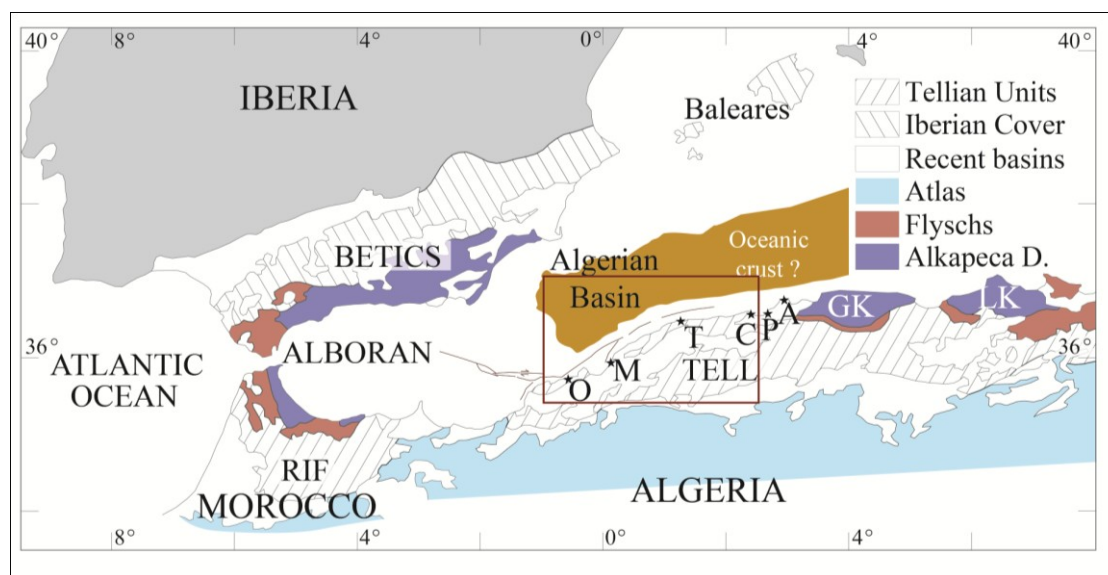 40° 8° 4° 0° 40°
IBERIA
Baleares
Tellian Units
Iberian Cover
Recent basins
Atlas
Flyschs
Alkapeca D.
BETICS
Algerian
Basin
Oceanic
crust ?
GK
LK
A
P
C
T
TELL
M
O
36°
36°
ALBORAN
ATLANTIC
OCEAN
RIF
MOROCCO
ALGERIA
8° 4° 0° 4°